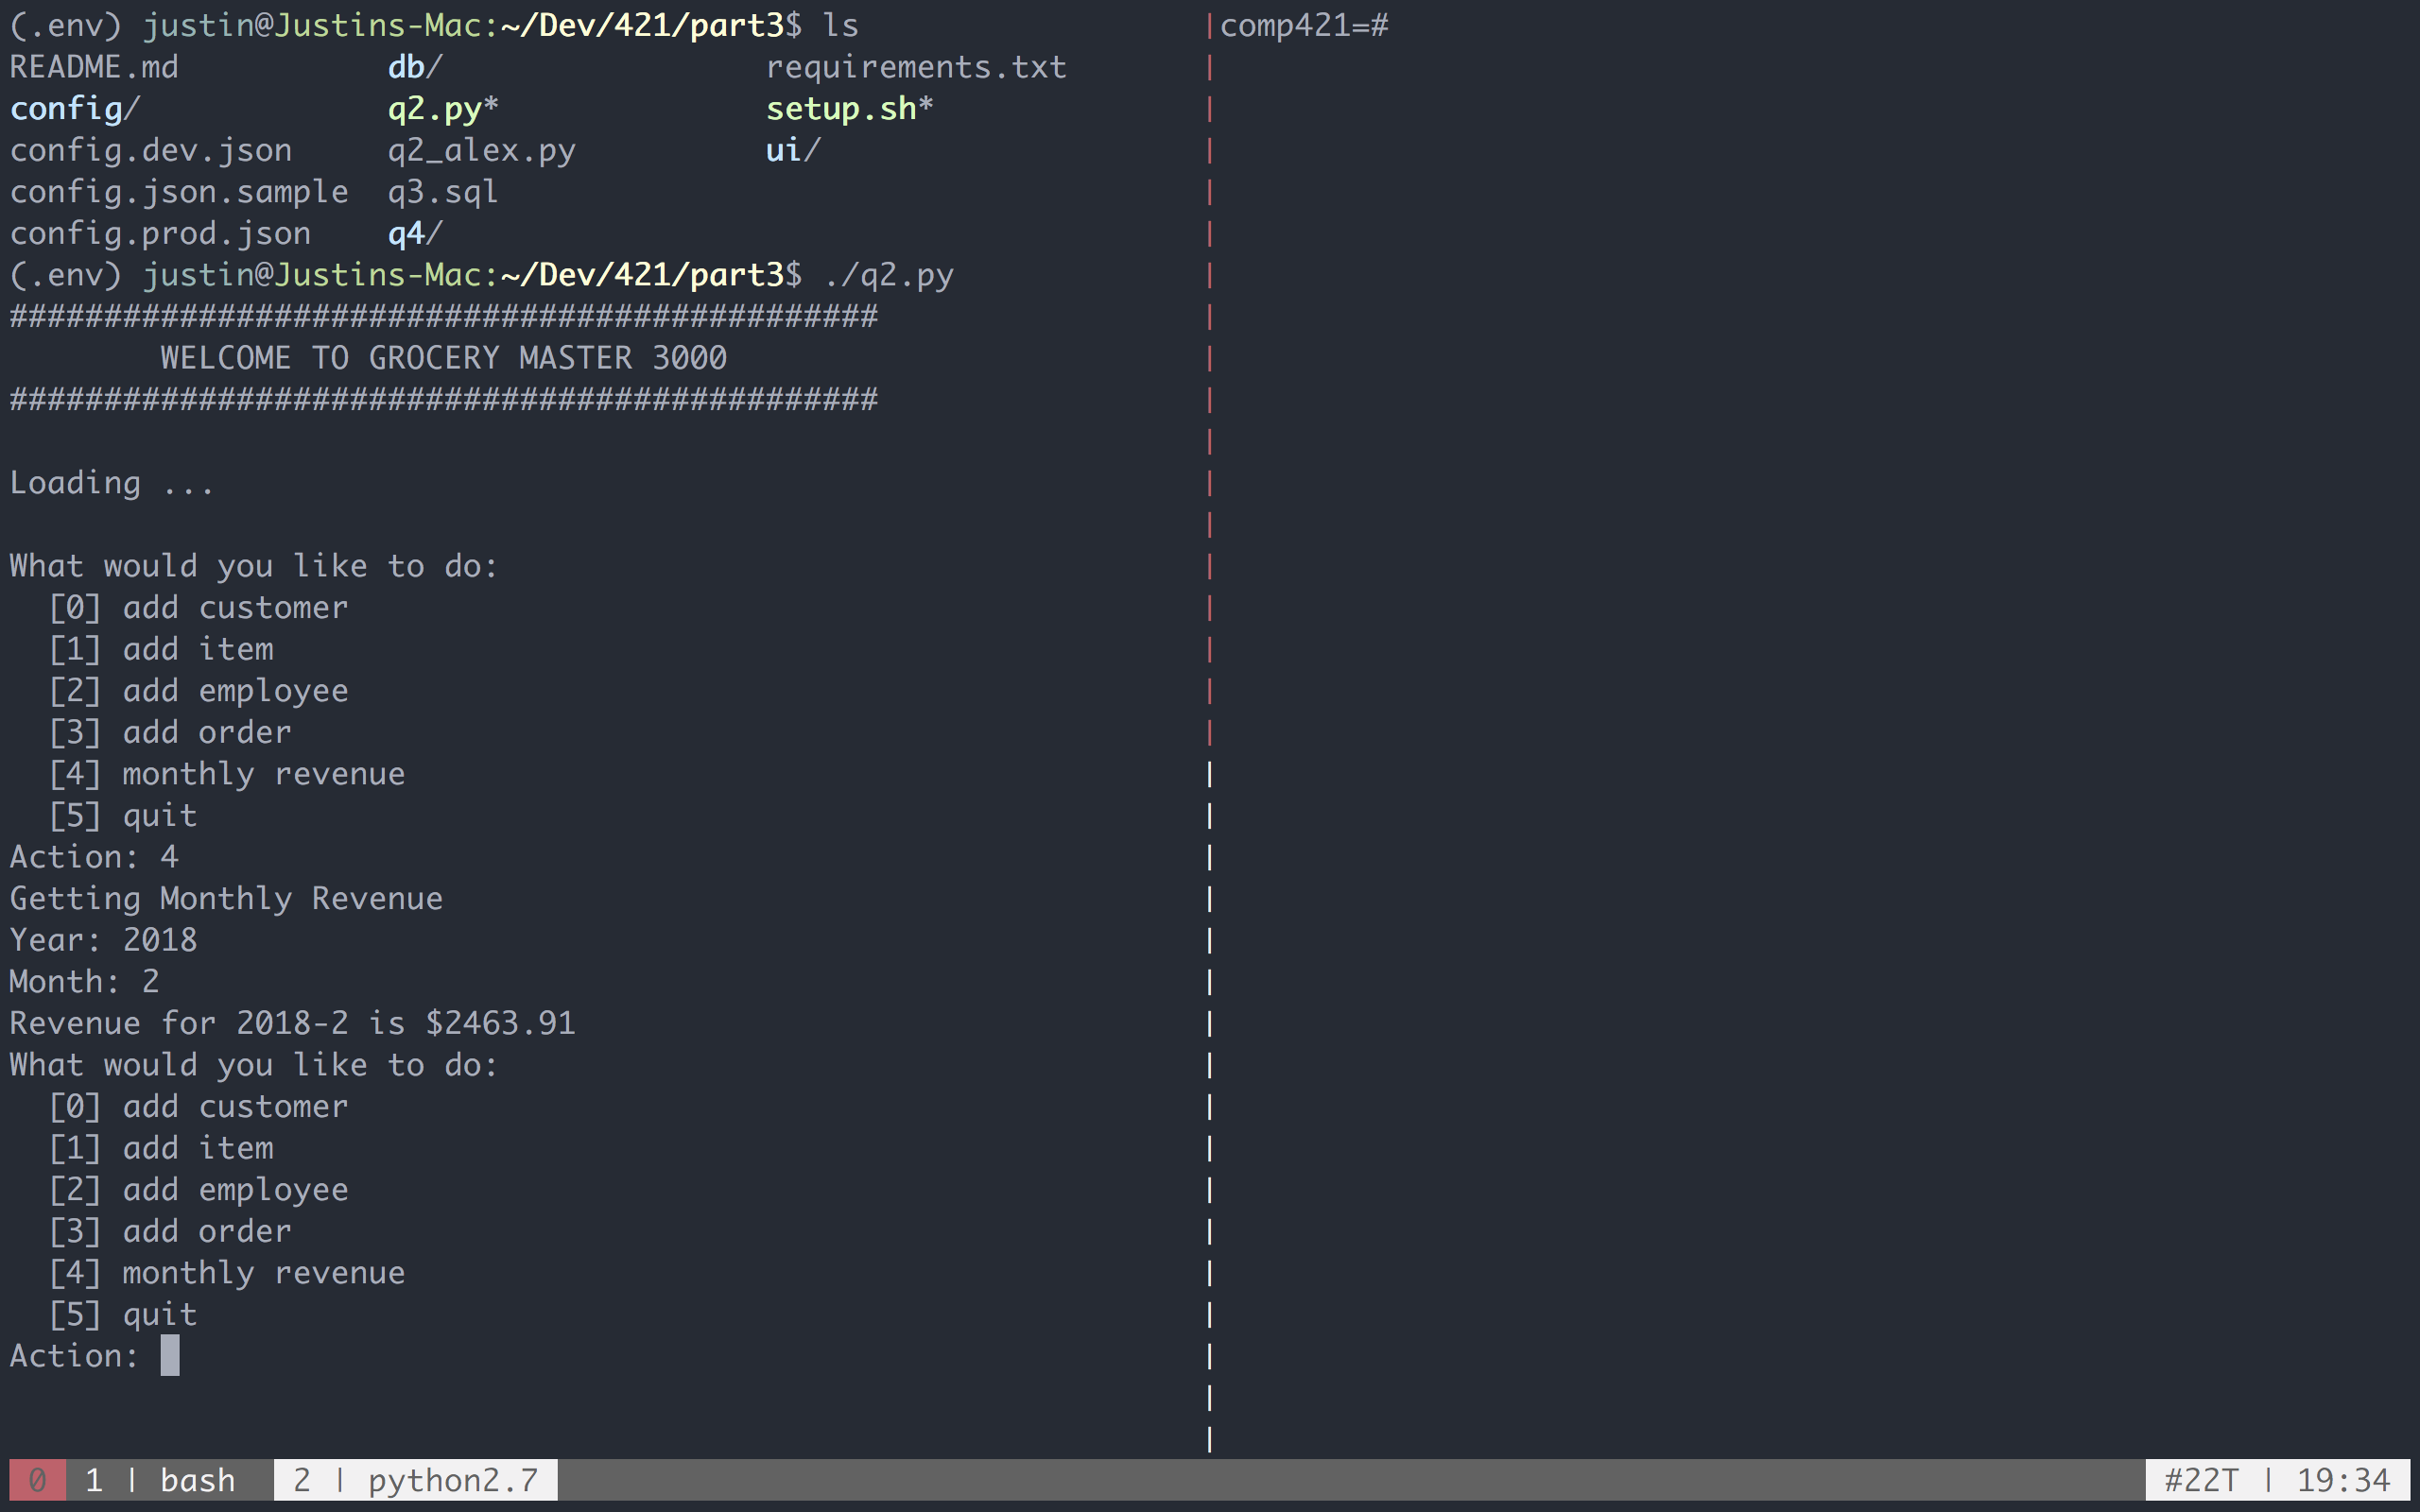 (.env) justin@Justins-Mac:~/Dev/421/part3$ ls
README.md           db/                 requirements.txt
config/             q2.py*              setup.sh*
config.dev.json     q2_alex.py          ui/
config.json.sample  q3.sql
config.prod.json    q4/
(.env) justin@Justins-Mac:~/Dev/421/part3$ ./q2.py
##############################################
        WELCOME TO GROCERY MASTER 3000
##############################################
Loading ...
What would you like to do:
  [0] add customer
  [1] add item
  [2] add employee
  [3] add order
  [4] monthly revenue
  [5] quit
Action: 4
Getting Monthly Revenue
Year: 2018
Month: 2
Revenue for 2018-2 is $2463.91
What would you like to do:
  [0] add customer
  [1] add item
  [2] add employee
  [3] add order
  [4] monthly revenue
  [5] quit
Action:
comp421=#
0 1 | bash 2 | python2.7 #22T | 19:34